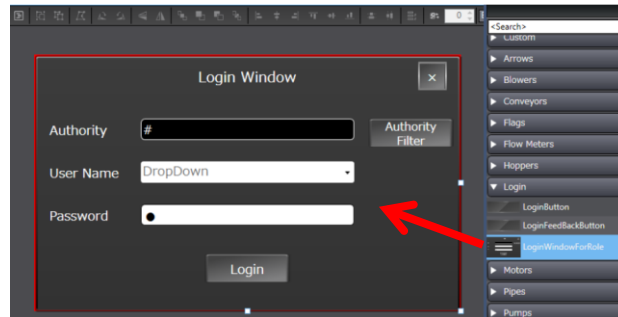 0
<Search>
Custom
Login Window
×
Arrows
Blowers
Conveyors
Authority
#
Authority
Filter
Flags
Flow Meters
User Name
DropDown
Hoppers
Login
Password
●
LoginButton
LoginFeedBackButton
LoginWindowForRole
Login
Motors
Pipes
Pumps